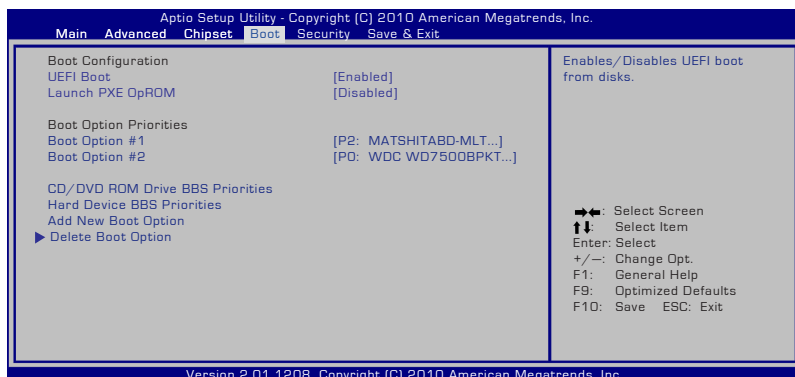 Aptio Setup Utility - Copyright (C) 2010 American Megatrends, Inc.
Main Advanced Chipset Boot Security Save & Exit
Boot Configuration
UEFI Boot [Enabled]
Launch PXE OpROM [Disabled]
Boot Option Priorities
Boot Option #1 [P2: MATSHITABD-MLT...]
Boot Option #2 [P0: WDC WD7500BPKT...]
CD/DVD ROM Drive BBS Priorities
Hard Device BBS Priorities
Add New Boot Option
Delete Boot Option
Enables/Disables UEFI boot
from disks.
: Select Screen
: Select Item
Enter: Select
+/—: Change Opt.
F1: General Help
F9: Optimized Defaults
F10: Save ESC: Exit
Version 2.01.1208. Copyright (C) 2010 American Megatrends, Inc.